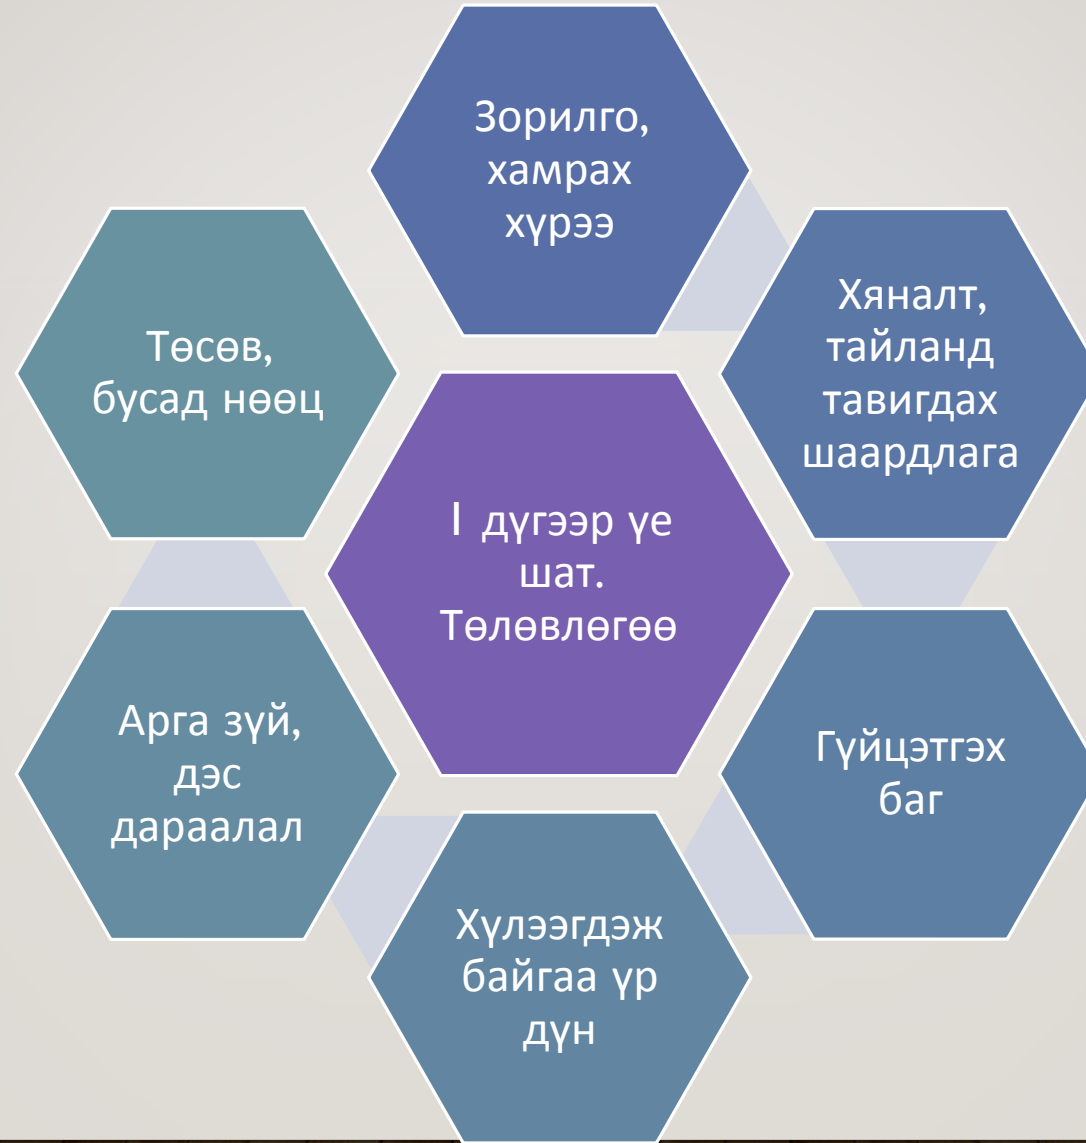 Зорилго,
хамрах
хүрээ
Хяналт,
тайланд
тавигдах
шаардлага
Гүйцэтгэх
баг
Хүлээгдэж
байгаа үр
дүн
Арга зүй,
дэс
дараалал
Төсөв,
бусад нөөц
I дүгээр үе
шат.
Төлөвлөгөө